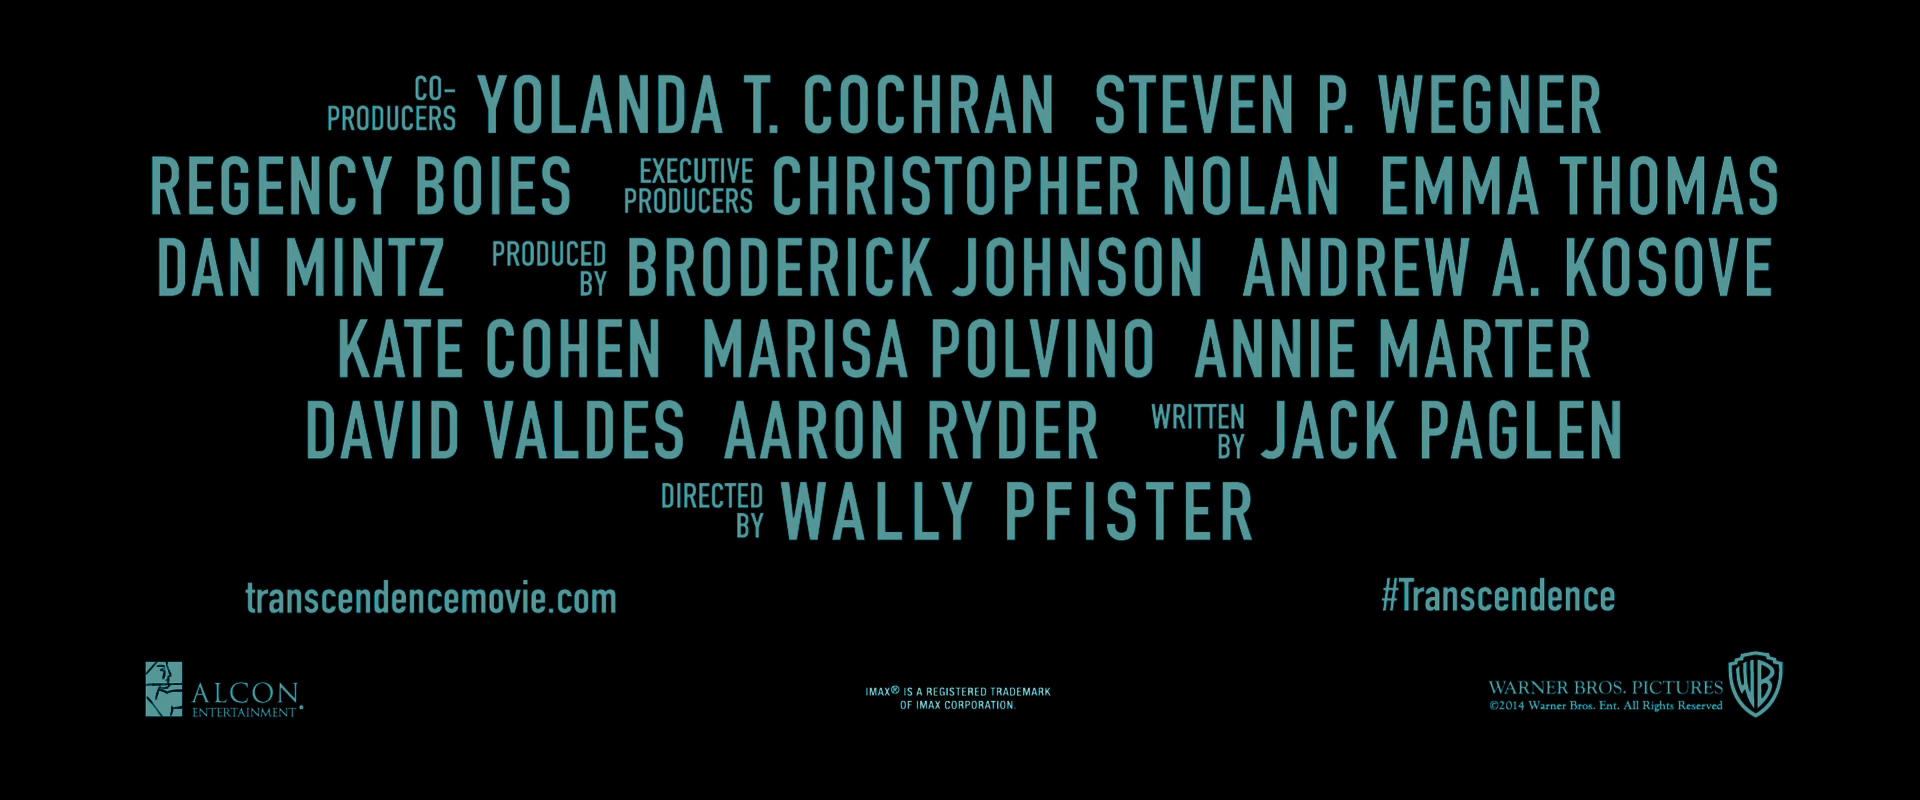 CO-PRODUCERS YOLANDA T. COCHRAN STEVEN P. WEGNER
REGENCY BOIES EXECUTIVE PRODUCERS CHRISTOPHER NOLAN EMMA THOMAS
DAN MINTZ PRODUCED BY BRODERICK JOHNSON ANDREW A. KOSOVE
KATE COHEN MARISA POLVINO ANNIE MARTER
DAVID VALDES AARON RYDER WRITTEN BY JACK PAGLEN
DIRECTED BY WALLY PFISTER
transcendencemovie.com
#Transcendence
ALCON
ENTERTAINMENT
IMAX® IS A REGISTERED TRADEMARK
OF IMAX CORPORATION.
WARNER BROS. PICTURES
©2014 Warner Bros. Ent. All Rights Reserved
WB